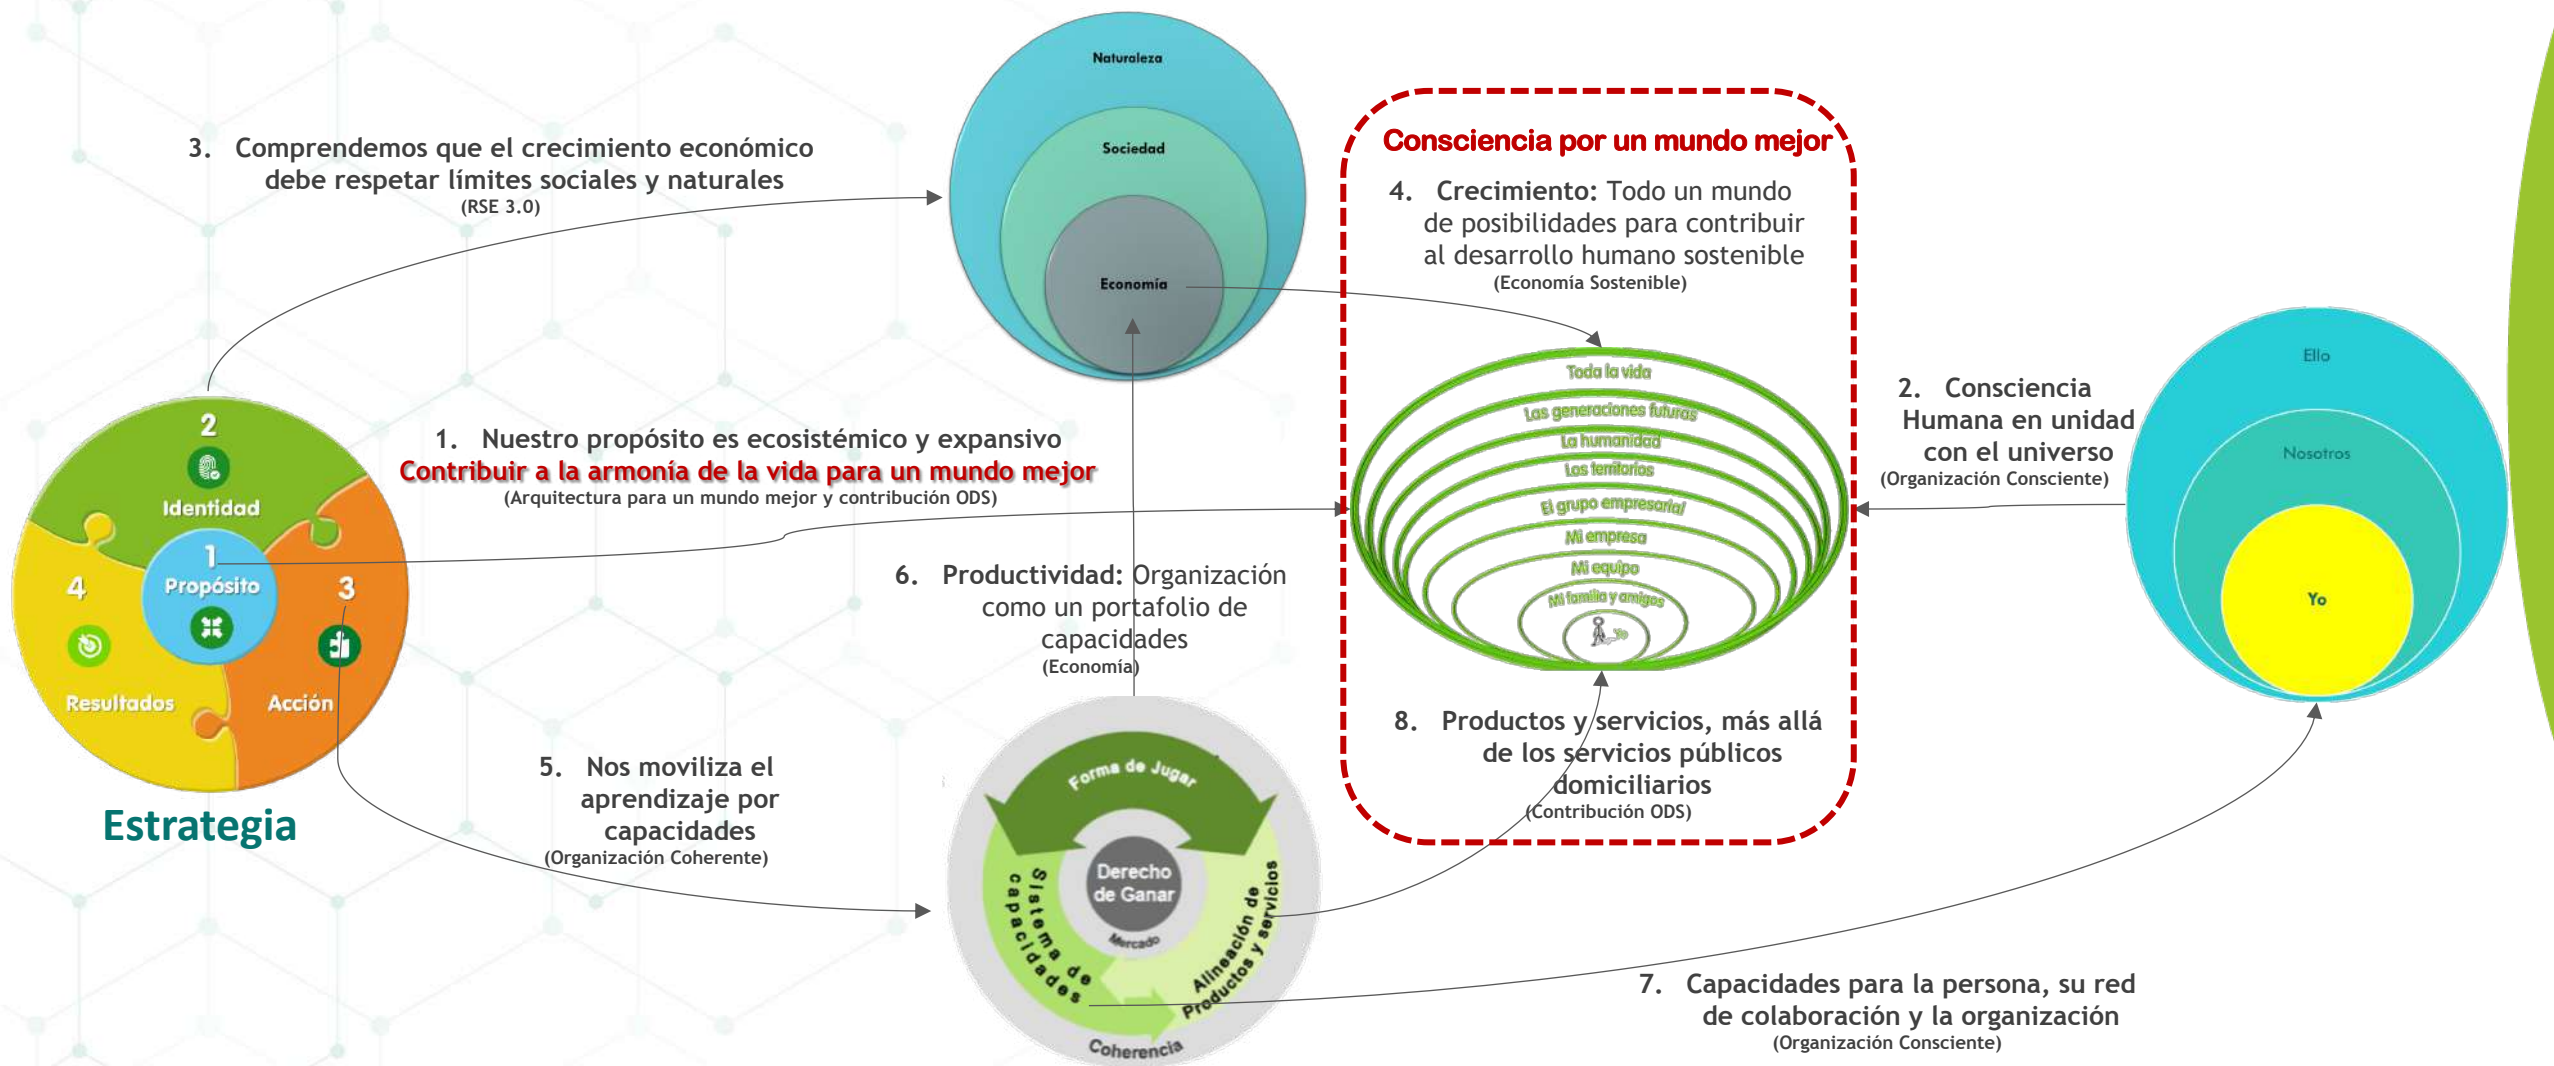 Naturaleza
Sociedad
Economía
3. Comprendemos que el crecimiento económico
debe respetar límites sociales y naturales
(RSE 3.0)
Consciencia por un mundo mejor
4. Crecimiento: Todo un mundo
de posibilidades para contribuir
al desarrollo humano sostenible
(Economía Sostenible)
Toda la vida
Las generaciones futuras
La humanidad
Los territorios
El grupo empresarial
Mi empresa
Mi equipo
Mi familia y amigos
Yo
2. Consciencia
Humana en unidad
con el universo
(Organización Consciente)
Ello
Nosotros
Yo
2
Identidad
1
Propósito
3
Acción
4
Resultados
Estrategia
1. Nuestro propósito es ecosistémico y expansivo
Contribuir a la armonía de la vida para un mundo mejor
(Arquitectura para un mundo mejor y contribución ODS)
6. Productividad: Organización
como un portafolio de
capacidades
(Economía)
5. Nos moviliza el
aprendizaje por
capacidades
(Organización Coherente)
Forma de Jugar
Derecho
de Ganar
Mercado
Sistema de
capacidades
Alineación de
Productos y servicios
Coherencia
8. Productos y servicios, más allá
de los servicios públicos
domiciliarios
(Contribución ODS)
7. Capacidades para la persona, su red
de colaboración y la organización
(Organización Consciente)